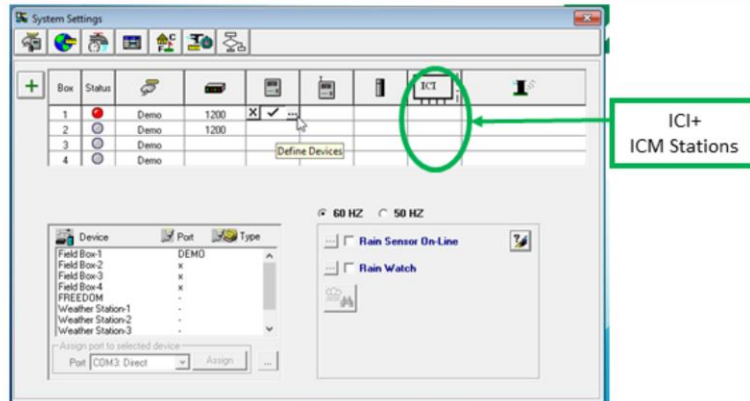 System Settings
Box Status ICI
1 Demo 1200
2 Demo 1200
3 Demo
4 Demo
Define Devices
ICI+
ICM Stations
60 HZ 50 HZ
Device Port Type
Field Box-1 DEMO
Field Box-2 x
Field Box-3 x
Field Box-4 x
FREEDOM -
Weather Station-1 -
Weather Station-2 -
Weather Station-3 -
Assign port to selected device
Port COM3: Direct Assign ...
... Rain Sensor On-Line
... Rain Watch